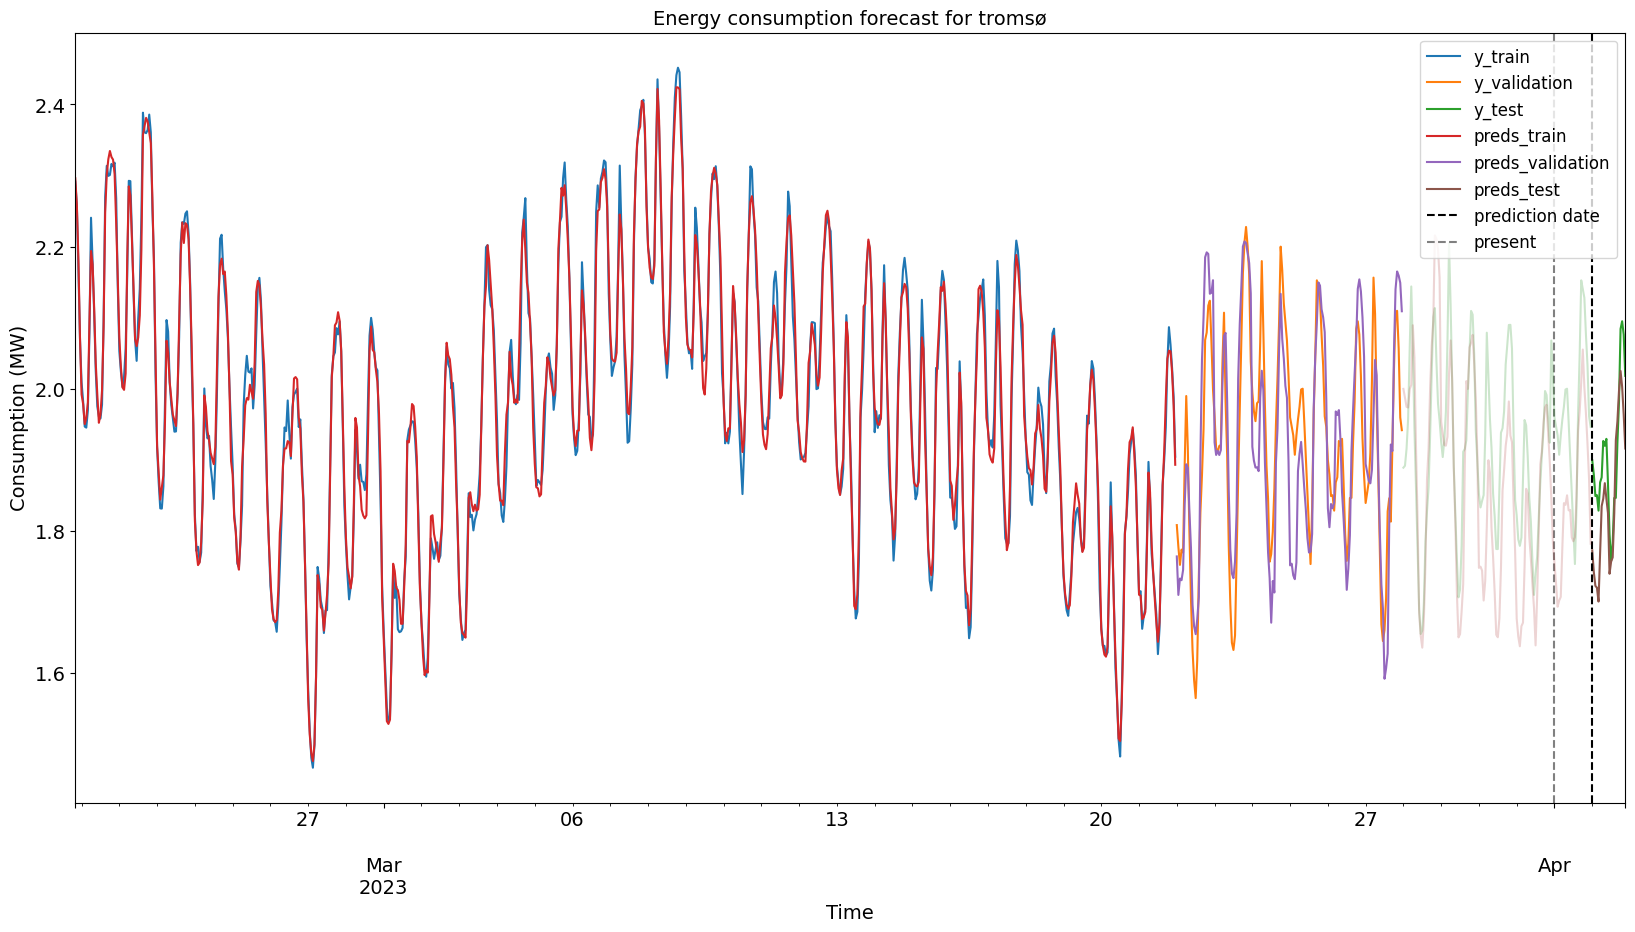 Energy consumption forecast for tromsø
y_train
y_validation
y_test
preds_train
preds_validation
preds_test
prediction date
present
Consumption (MW)
2.4
2.2
2.0
1.8
1.6
27
06
13
20
27
Mar
2023
Apr
Time